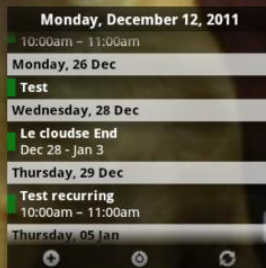 Monday, December 12, 2011
10:00am – 11:00am
Monday, 26 Dec
Test
Wednesday, 28 Dec
Le cloudse End
Dec 28 - Jan 3
Thursday, 29 Dec
Test recurring
10:00am – 11:00am
Thursday, 05 Jan